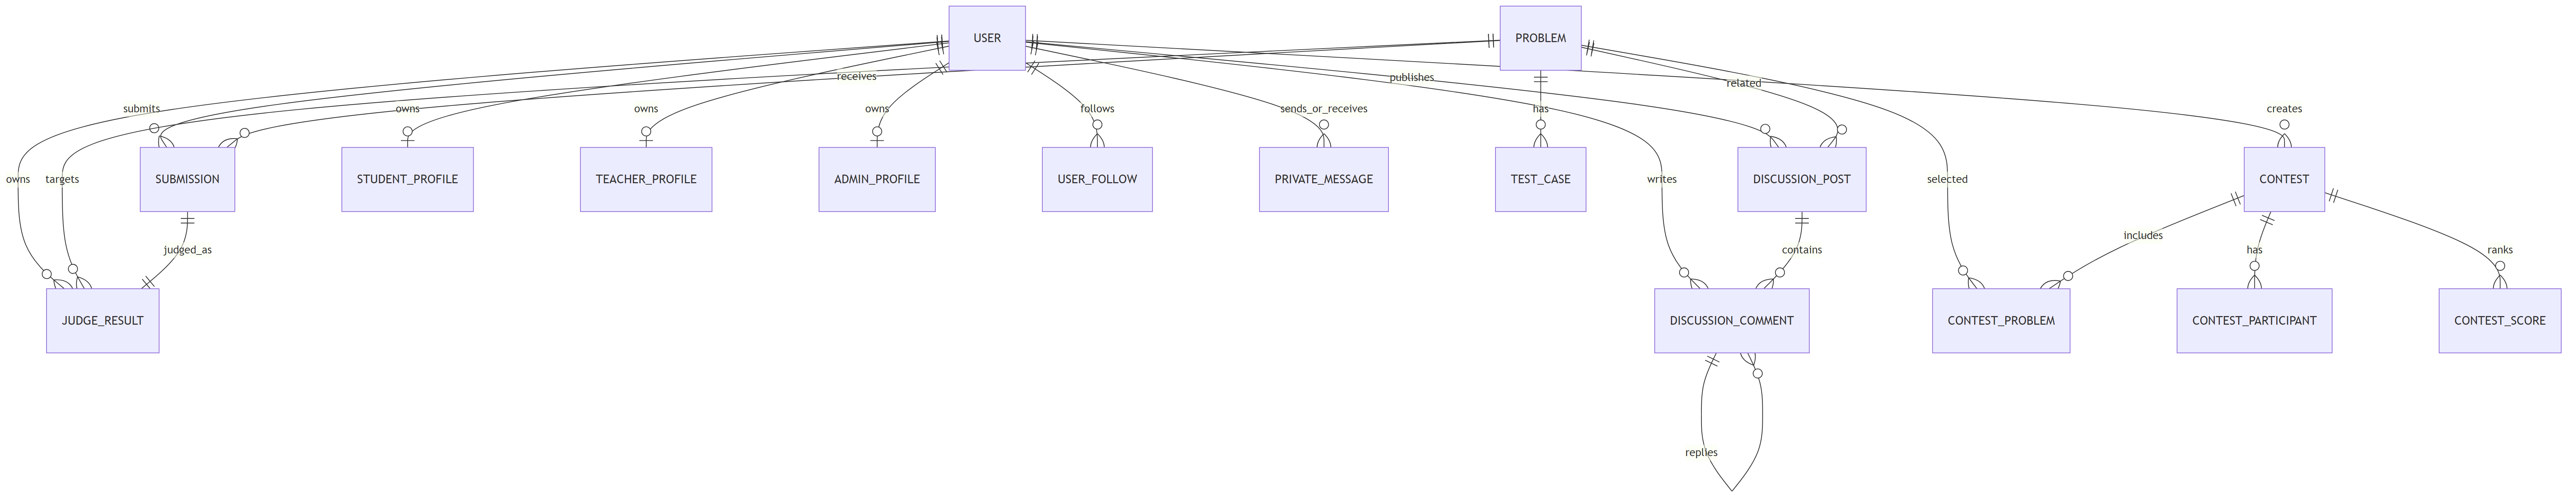 USER
PROBLEM
receives
publishes
related
submits
owns
owns
owns
follows
sends_or_receives
has
creates
owns
targets
SUBMISSION
STUDENT_PROFILE
TEACHER_PROFILE
ADMIN_PROFILE
USER_FOLLOW
PRIVATE_MESSAGE
TEST_CASE
writes
DISCUSSION_POST
selected
CONTEST
judged_as
contains
includes
has
ranks
JUDGE_RESULT
DISCUSSION_COMMENT
CONTEST_PROBLEM
CONTEST_PARTICIPANT
CONTEST_SCORE
replies